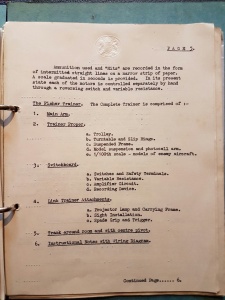 PAGE 5.
Ammunition used and "Hits" are recorded in the form
of intermitted straight lines on a narrow strip of paper.
A scale graduated in seconds is provided. In its present
state each of the motors is controlled separately by hand
through a reversing switch and variable resistance.
The Fisher Trainer. The Complete Trainer is comprised of :-
1. Main Arm.
2. Trainer Proper.
a. Trolley.
b. Turntable and Slip Rings.
c. Suspended Frame.
d. Model suspension and photocell arm.
e. 1/100th scale - models of enemy aircraft.
3. Switchboard.
a. Switches and Safety Terminals.
b. Variable Resistance.
c. Amplifier Circuit.
d. Recording Device.
4. Link Trainer Attachments.
a. Projector Lamp and Carrying Frame.
b. Sight Installation.
c. Spade Grip and Trigger.
5. Track around room and with centre pivot.
6. Instructional Notes with Wiring Diagram.
Continued Page...... 6.